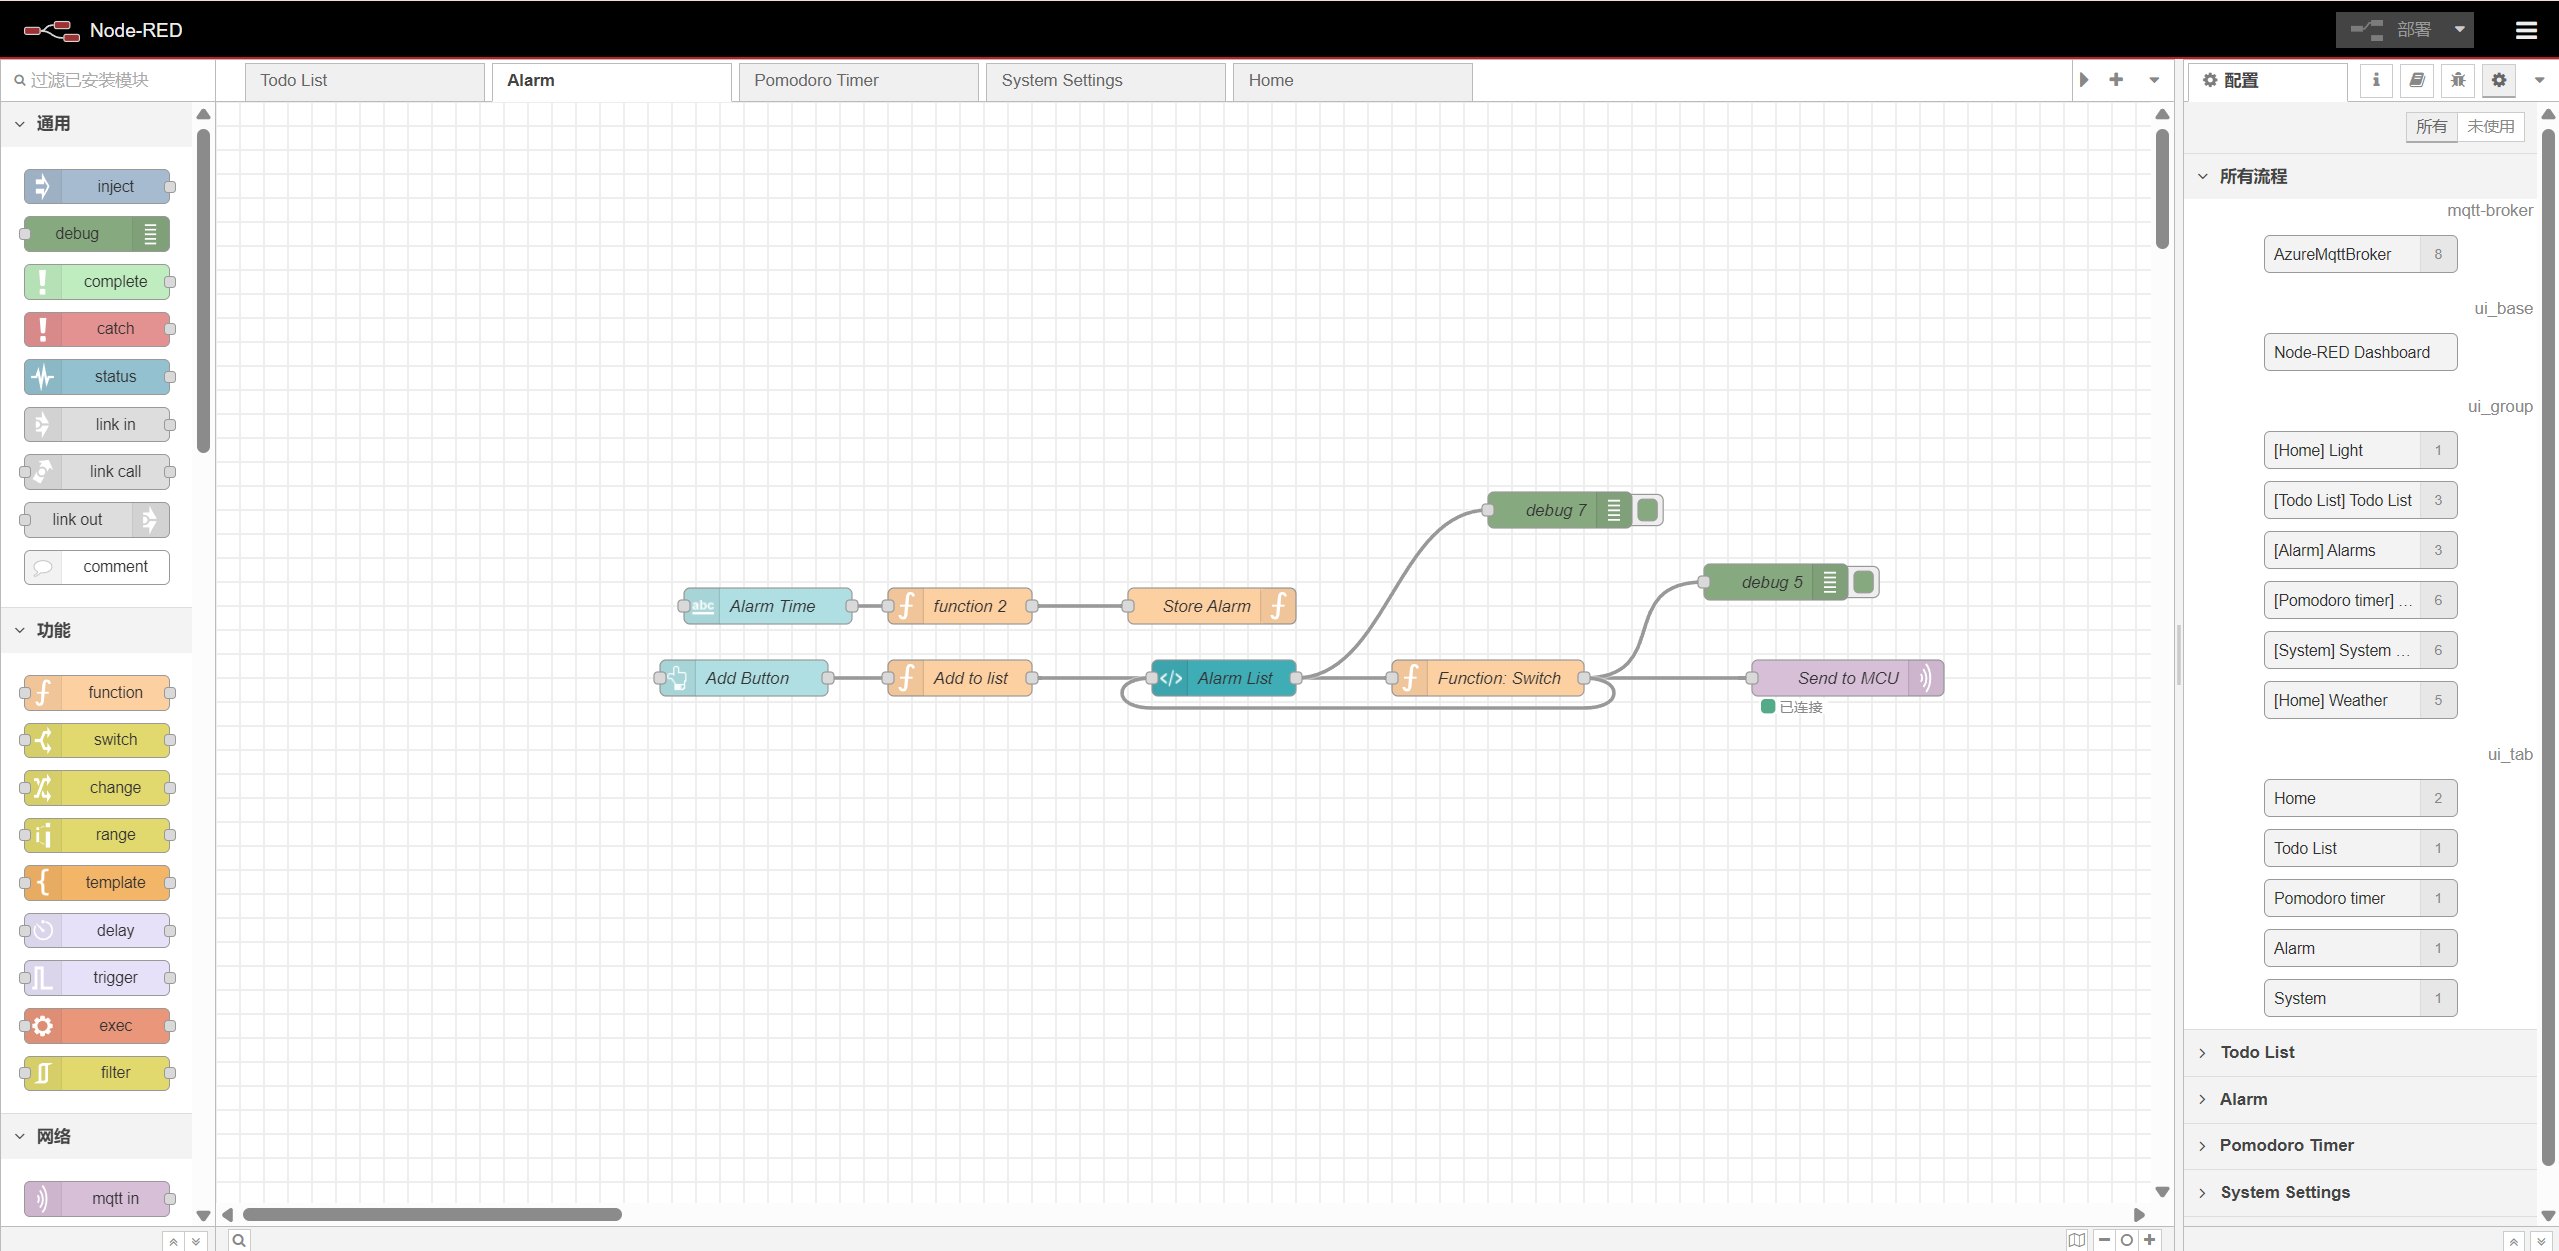 Node-RED
部署
过滤已安装模块
Todo List
Alarm
Pomodoro Timer
System Settings
Home
配置
通用
inject
debug
complete
catch
status
link in
link call
link out
comment
功能
function
switch
change
range
template
delay
trigger
exec
filter
网络
mqtt in
debug 7
debug 5
abc
Alarm Time
function 2
Store Alarm
Add Button
Add to list
Alarm List
Function: Switch
Send to MCU
已连接
所有
未使用
所有流程
mqtt-broker
AzureMqttBroker 8
ui_base
Node-RED Dashboard
ui_group
[Home] Light 1
[Todo List] Todo List 3
[Alarm] Alarms 3
[Pomodoro timer] ... 6
[System] System ... 6
[Home] Weather 5
ui_tab
Home 2
Todo List 1
Pomodoro timer 1
Alarm 1
System 1
Todo List
Alarm
Pomodoro Timer
System Settings